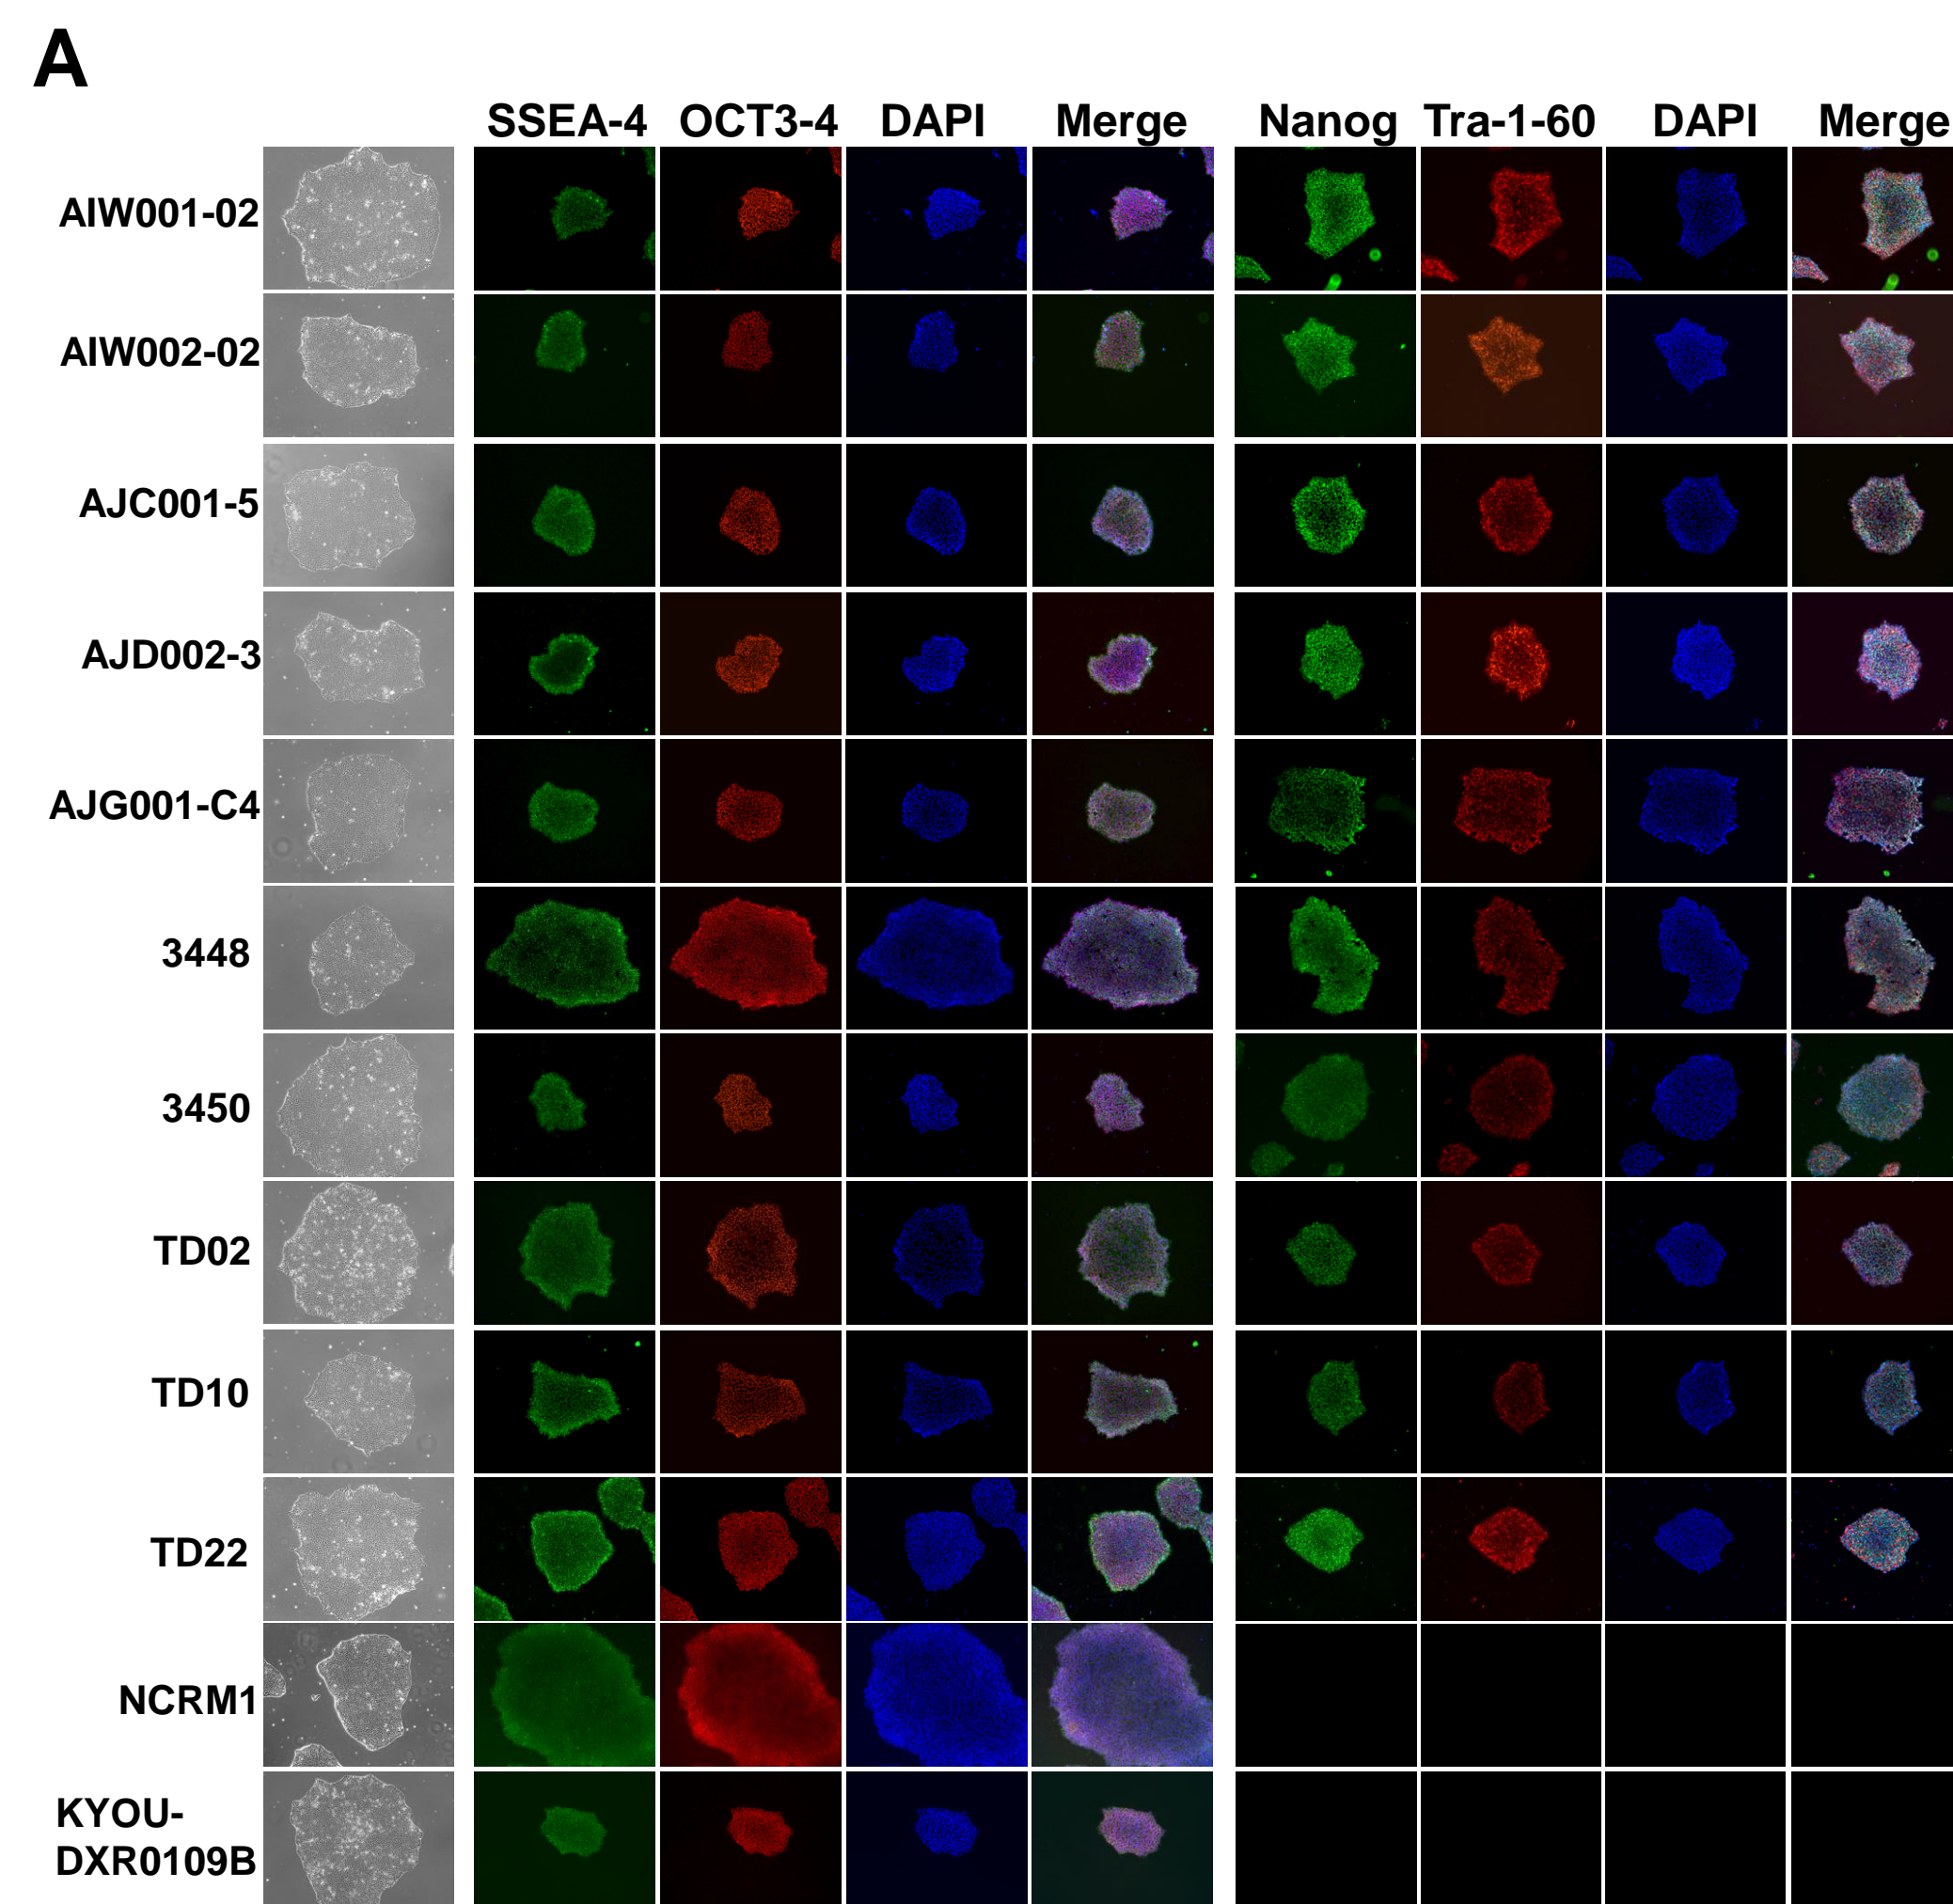 A
SSEA-4 OCT3-4 DAPI Merge Nanog Tra-1-60 DAPI Merge
AIW001-02
AIW002-02
AJC001-5
AJD002-3
AJG001-C4
3448
3450
TD02
TD10
TD22
NCRM1
KYOU-
DXR0109B